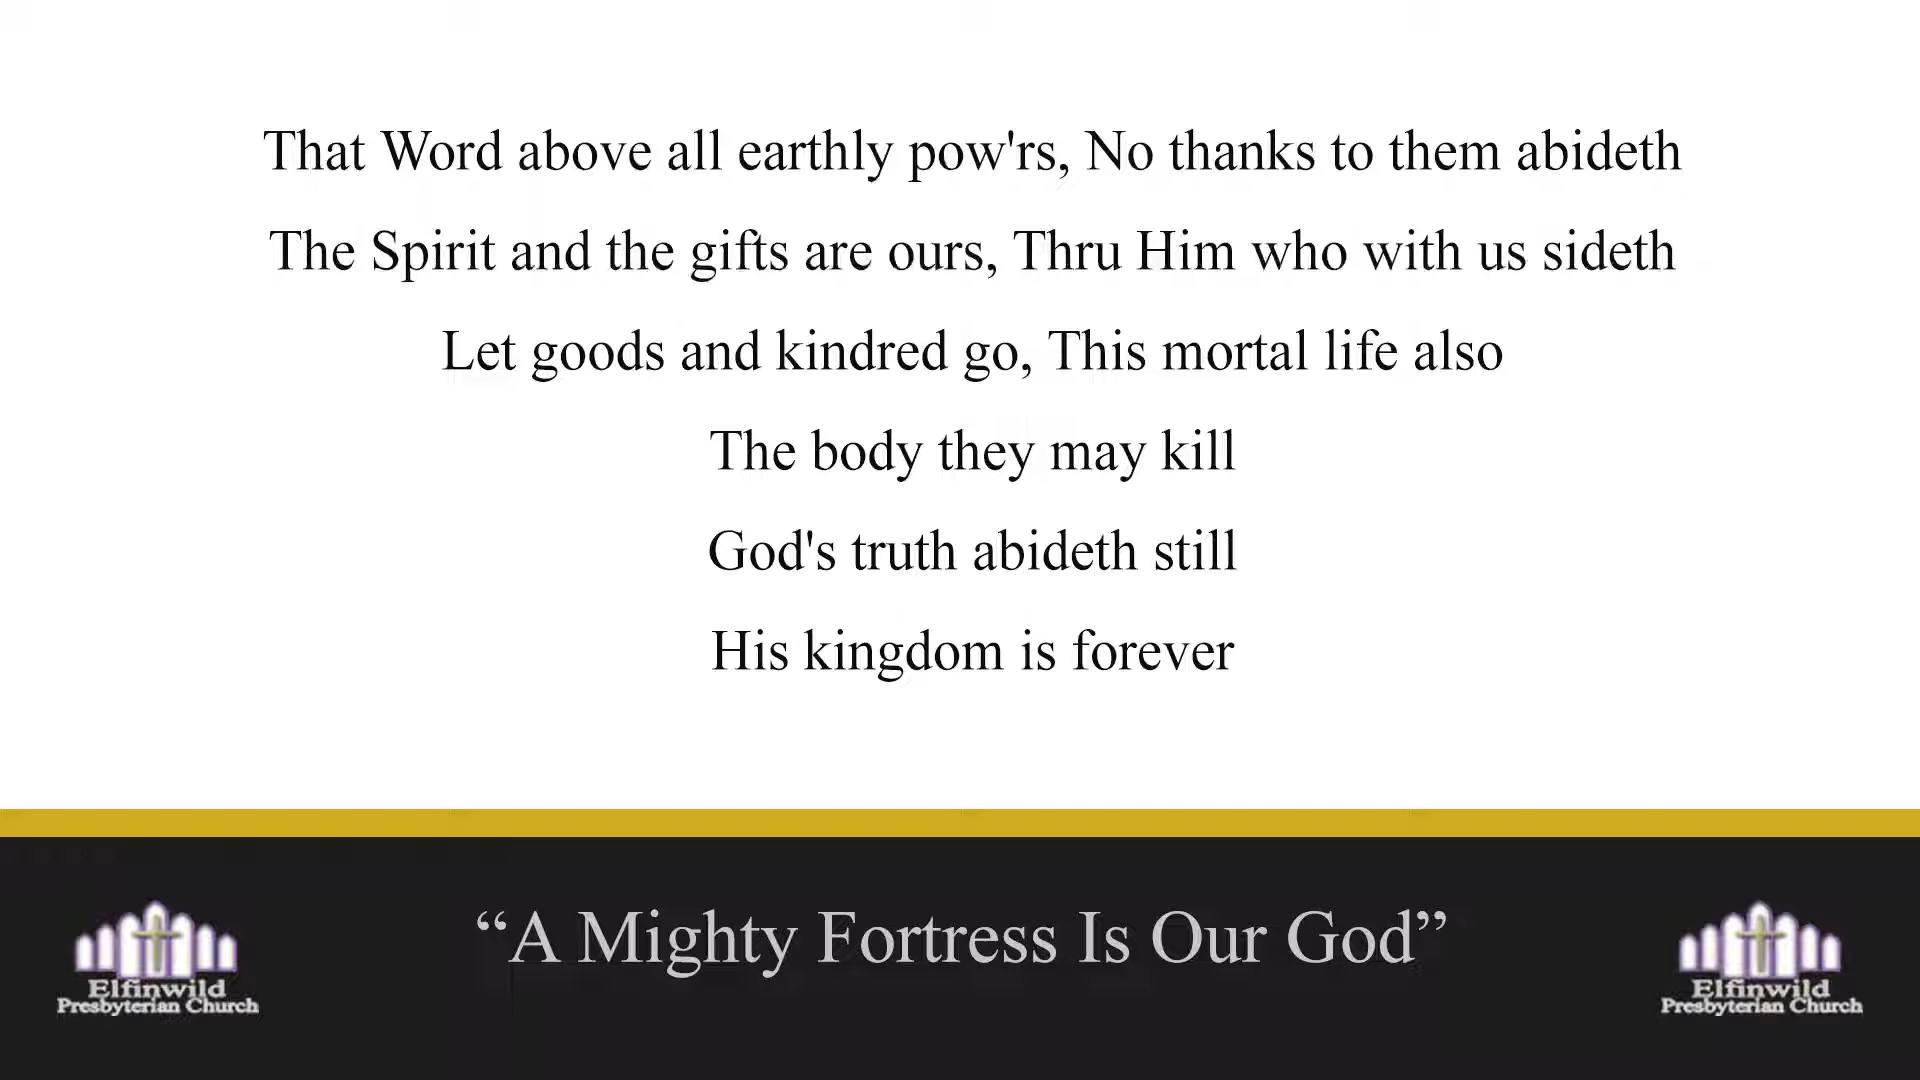 That Word above all earthly pow'rs, No thanks to them abideth
The Spirit and the gifts are ours, Thru Him who with us sideth
Let goods and kindred go, This mortal life also
The body they may kill
God's truth abideth still
His kingdom is forever
“A Mighty Fortress Is Our God”
Elfinwild
Presbyterian Church
Elfinwild
Presbyterian Church